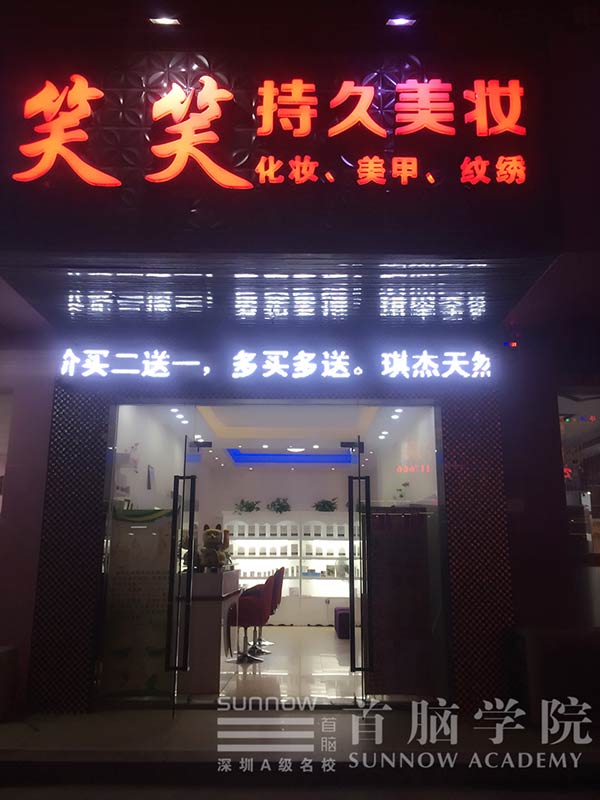 笑笑 持久美妆
化妆、美甲、纹绣
价买二送一，多买多送。琪杰天然
sunnow 首脑
深圳A级名校
首脑学院
SUNNOW ACADEMY